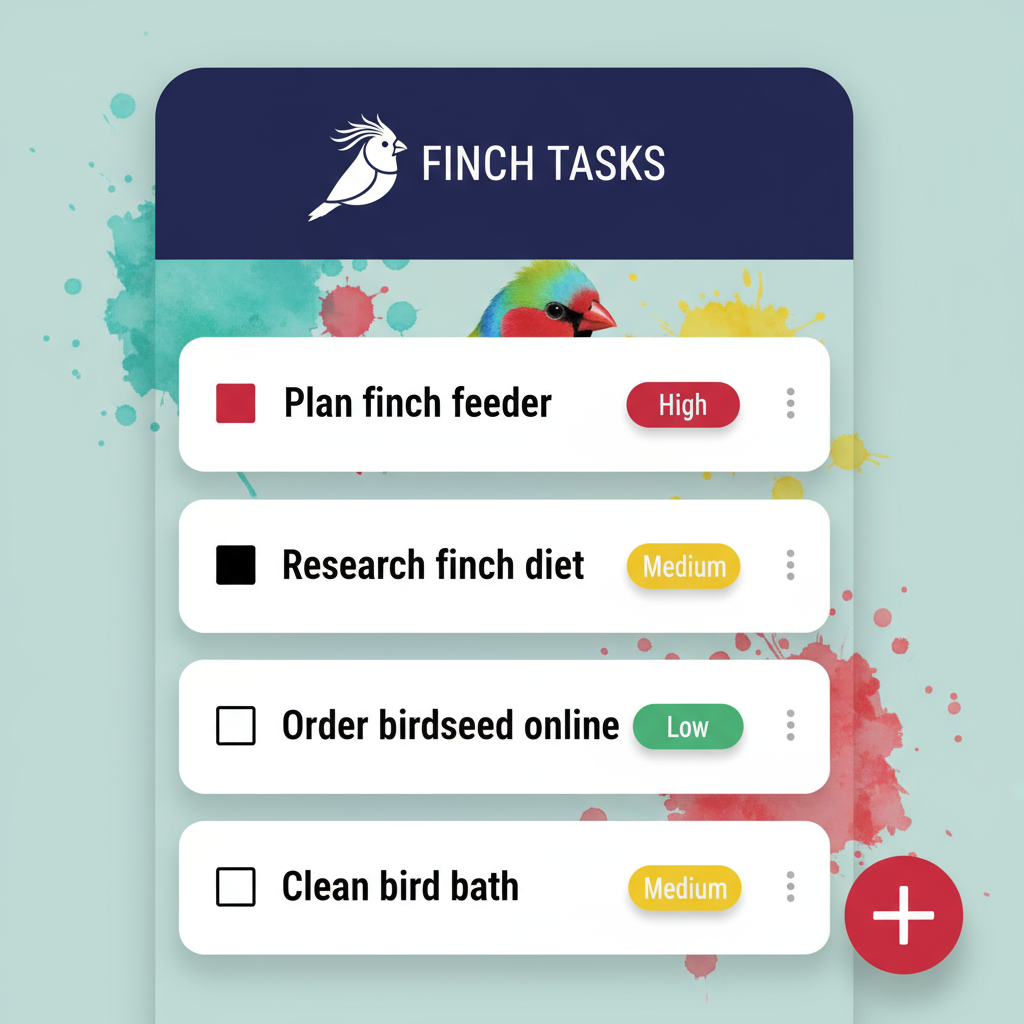 FINCH TASKS
Plan finch feeder High
Research finch diet Medium
Order birdseed online Low
Clean bird bath Medium